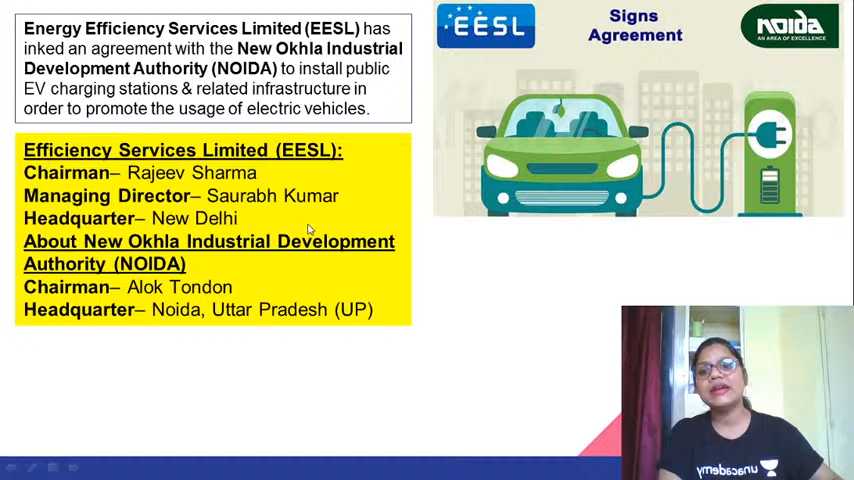 Energy Efficiency Services Limited (EESL) has
inked an agreement with the New Okhla Industrial
Development Authority (NOIDA) to install public
EV charging stations & related infrastructure in
order to promote the usage of electric vehicles.
Efficiency Services Limited (EESL):
Chairman– Rajeev Sharma
Managing Director– Saurabh Kumar
Headquarter– New Delhi
About New Okhla Industrial Development
Authority (NOIDA)
Chairman– Alok Tondon
Headquarter– Noida, Uttar Pradesh (UP)
EESL
Signs
Agreement
noida
AN AREA OF EXCELLENCE
unacademy